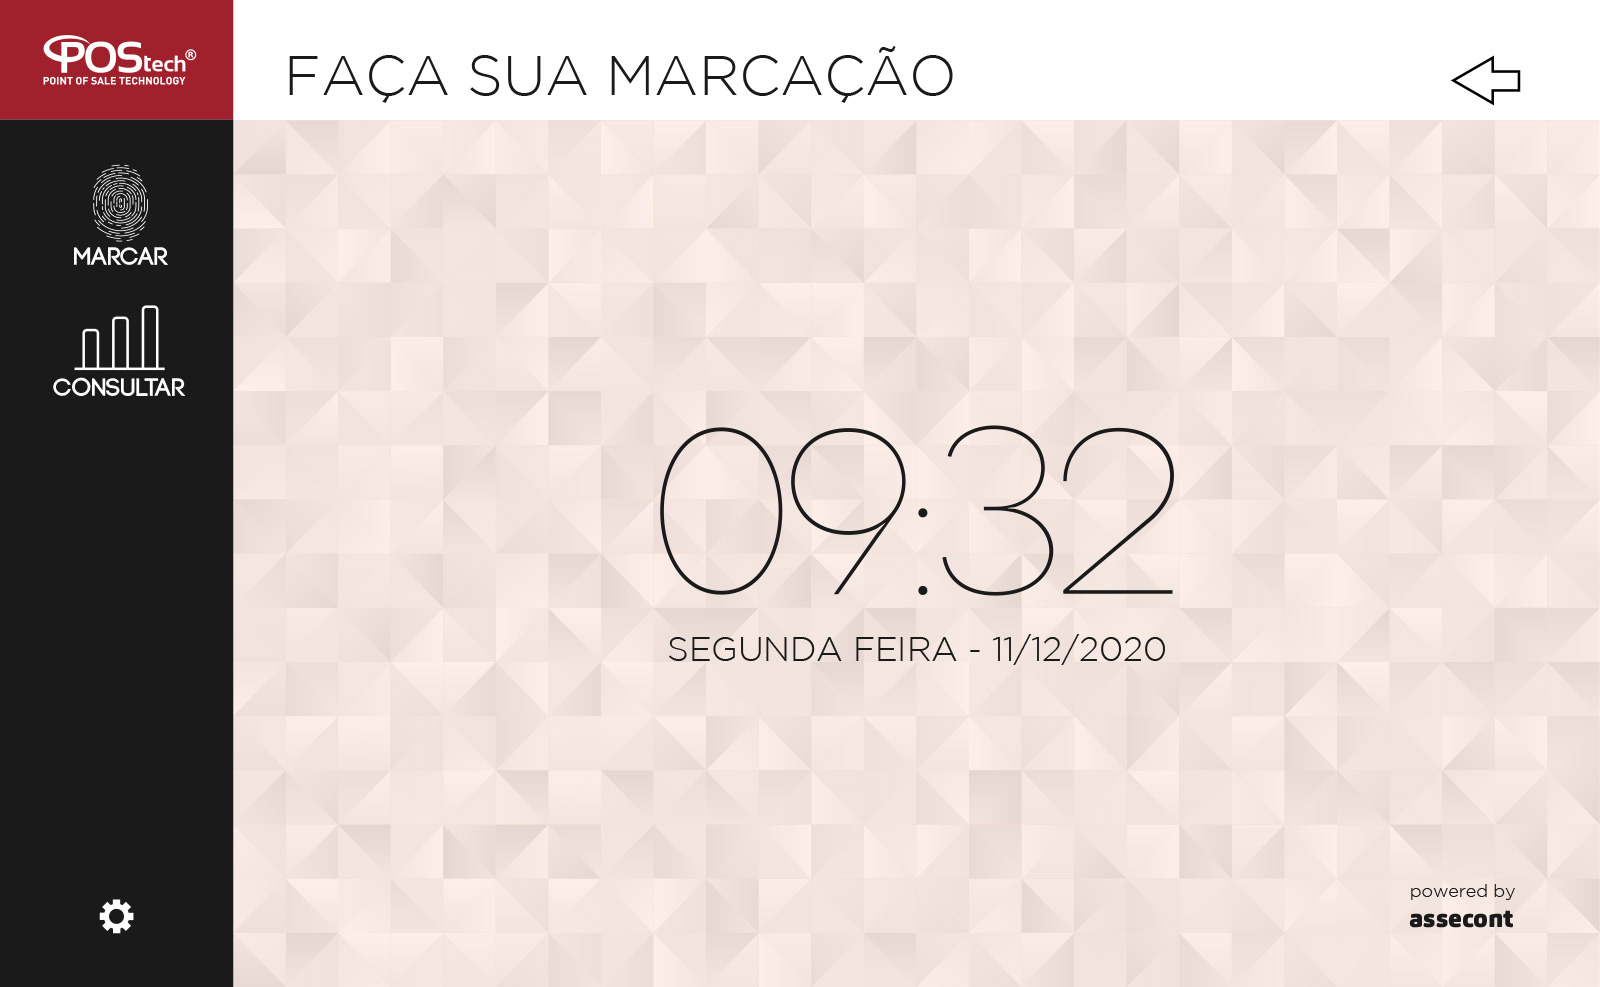 POStech®
POINT OF SALE TECHNOLOGY
FAÇA SUA MARCAÇÃO
MARCAR
CONSULTAR
09:32
SEGUNDA FEIRA - 11/12/2020
powered by
assecont